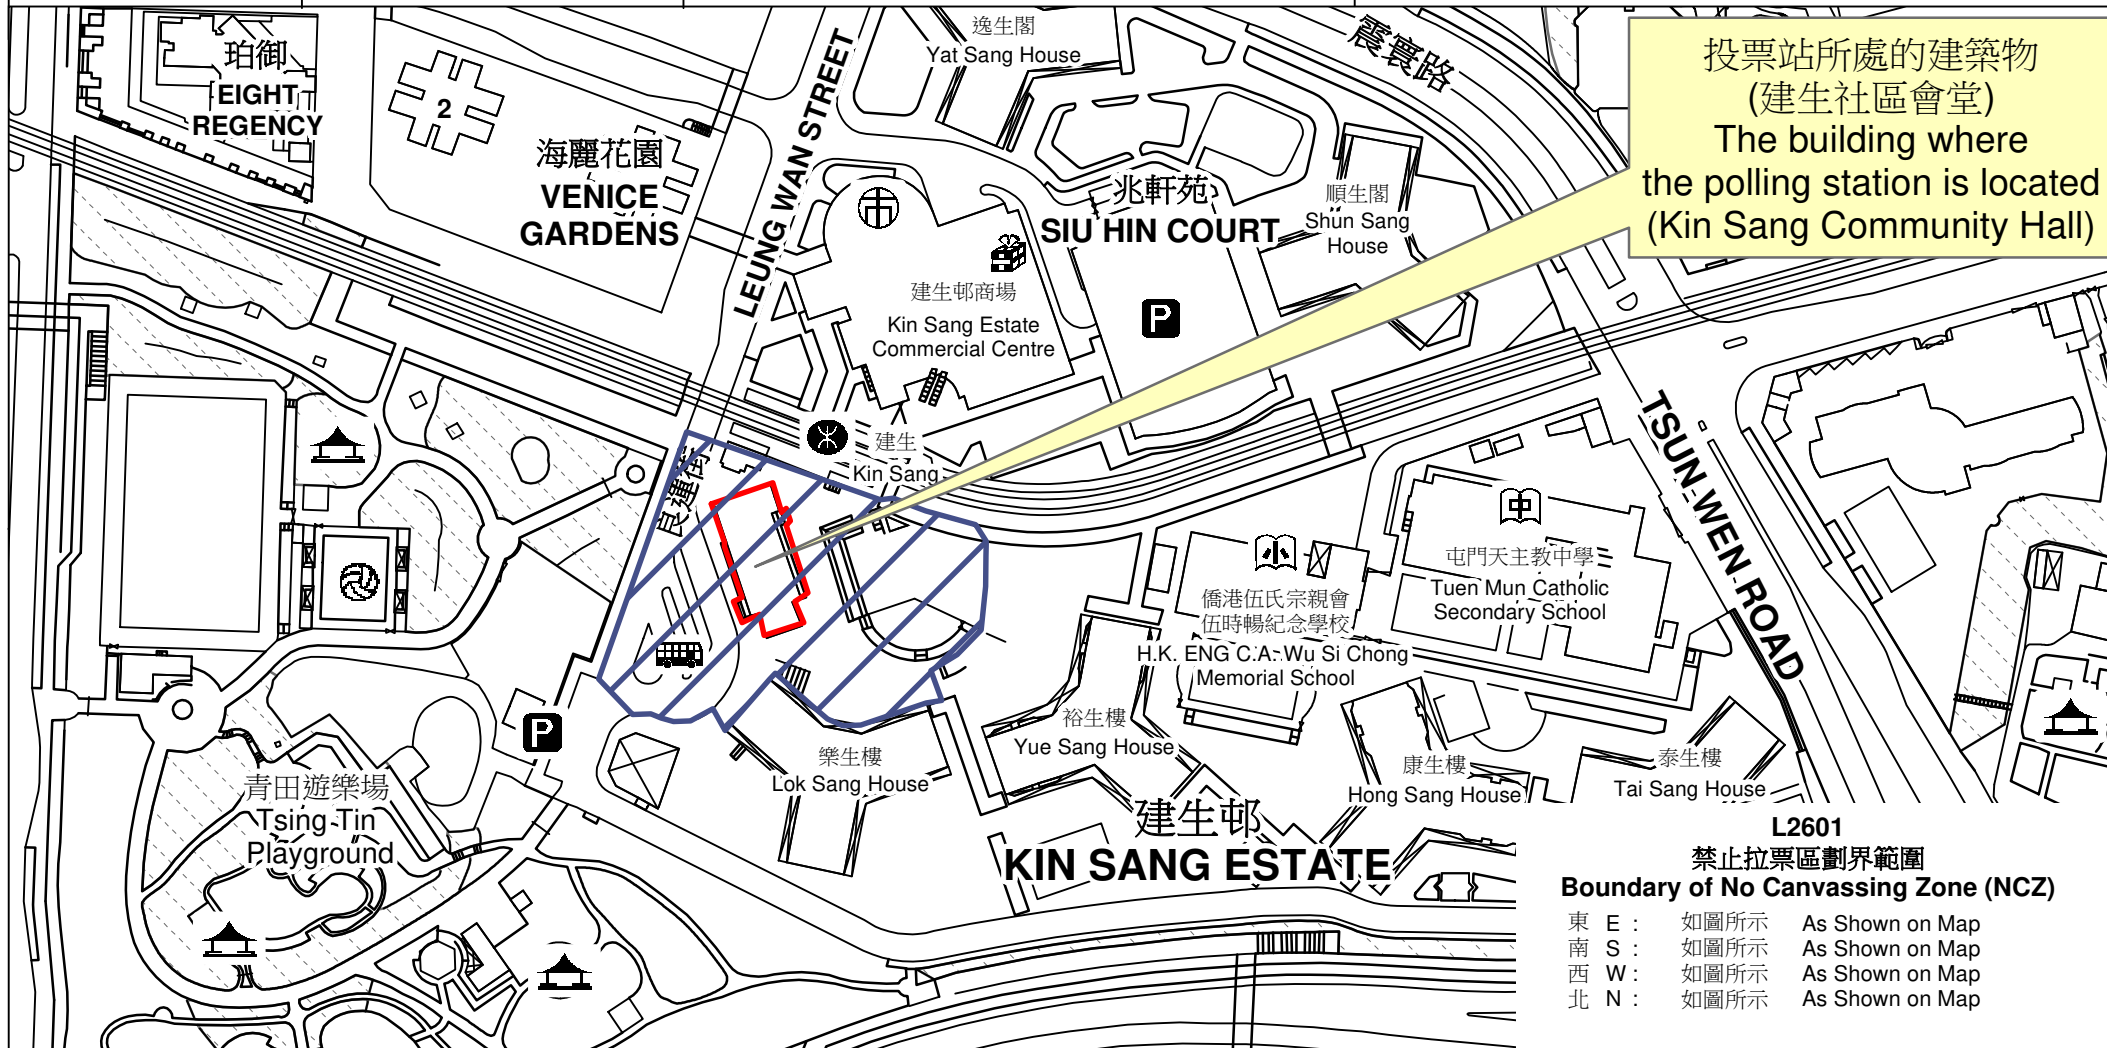 珀御
EIGHT
REGENCY
2
海麗花園
VENICE
GARDENS
LEUNG WAN STREET
良運街
逸生閣
Yat Sang House
震寰路
兆軒苑
SIU HIN COURT
順生閣
Shun Sang
House
投票站所處的建築物
(建生社區會堂)
The building where
the polling station is located
(Kin Sang Community Hall)
市
建生邨商場
Kin Sang Estate
Commercial Centre
P
建生
Kin Sang
TSUN WEN ROAD
中
屯門天主教中學
Tuen Mun Catholic
Secondary School
小
僑港伍氏宗親會
伍時暢紀念學校
H.K. ENG C.A. Wu Si Chong
Memorial School
P
樂生樓
Lok Sang House
裕生樓
Yue Sang House
康生樓
Hong Sang House
泰生樓
Tai Sang House
青田遊樂場
Tsing Tin
Playground
建生邨
KIN SANG ESTATE
L2601
禁止拉票區劃界範圍
Boundary of No Canvassing Zone (NCZ)
東 E : 如圖所示 As Shown on Map
南 S : 如圖所示 As Shown on Map
西 W : 如圖所示 As Shown on Map
北 N : 如圖所示 As Shown on Map